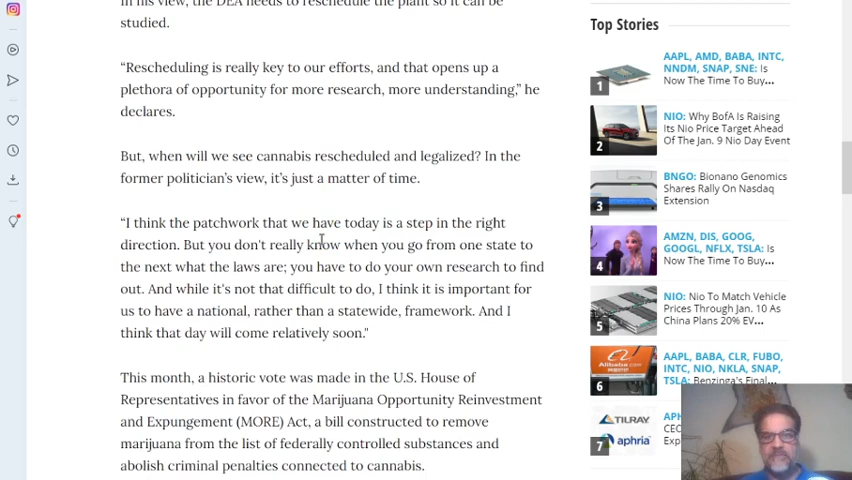 In his view, the DEA needs to reschedule the plant so it can be
studied.
“Rescheduling is really key to our efforts, and that opens up a
plethora of opportunity for more research, more understanding,” he
declares.
But, when will we see cannabis rescheduled and legalized? In the
former politician’s view, it’s just a matter of time.
“I think the patchwork that we have today is a step in the right
direction. But you don't really know when you go from one state to
the next what the laws are; you have to do your own research to find
out. And while it's not that difficult to do, I think it is important for
us to have a national, rather than a statewide, framework. And I
think that day will come relatively soon."
This month, a historic vote was made in the U.S. House of
Representatives in favor of the Marijuana Opportunity Reinvestment
and Expungement (MORE) Act, a bill constructed to remove
marijuana from the list of federally controlled substances and
abolish criminal penalties connected to cannabis.
Top Stories
1
AAPL, AMD, BABA, INTC,
NNDM, SNAP, SNE: Is
Now The Time To Buy...
2
NIO: Why BofA Is Raising
Its Nio Price Target Ahead
Of The Jan. 9 Nio Day Event
3
BNGO: Bionano Genomics
Shares Rally On Nasdaq
Extension
4
AMZN, DIS, GOOG,
GOOGL, NFLX, TSLA: Is
Now The Time To Buy...
5
NIO: Nio To Match Vehicle
Prices Through Jan. 10 As
China Plans 20% EV...
6
Alibaba.com
AAPL, BABA, CLR, FUBO,
INTC, NIO, NKLA, SNAP,
TSLA: Benzinga's Final...
7
TILRAY
aphria
APH
CEO
Exp